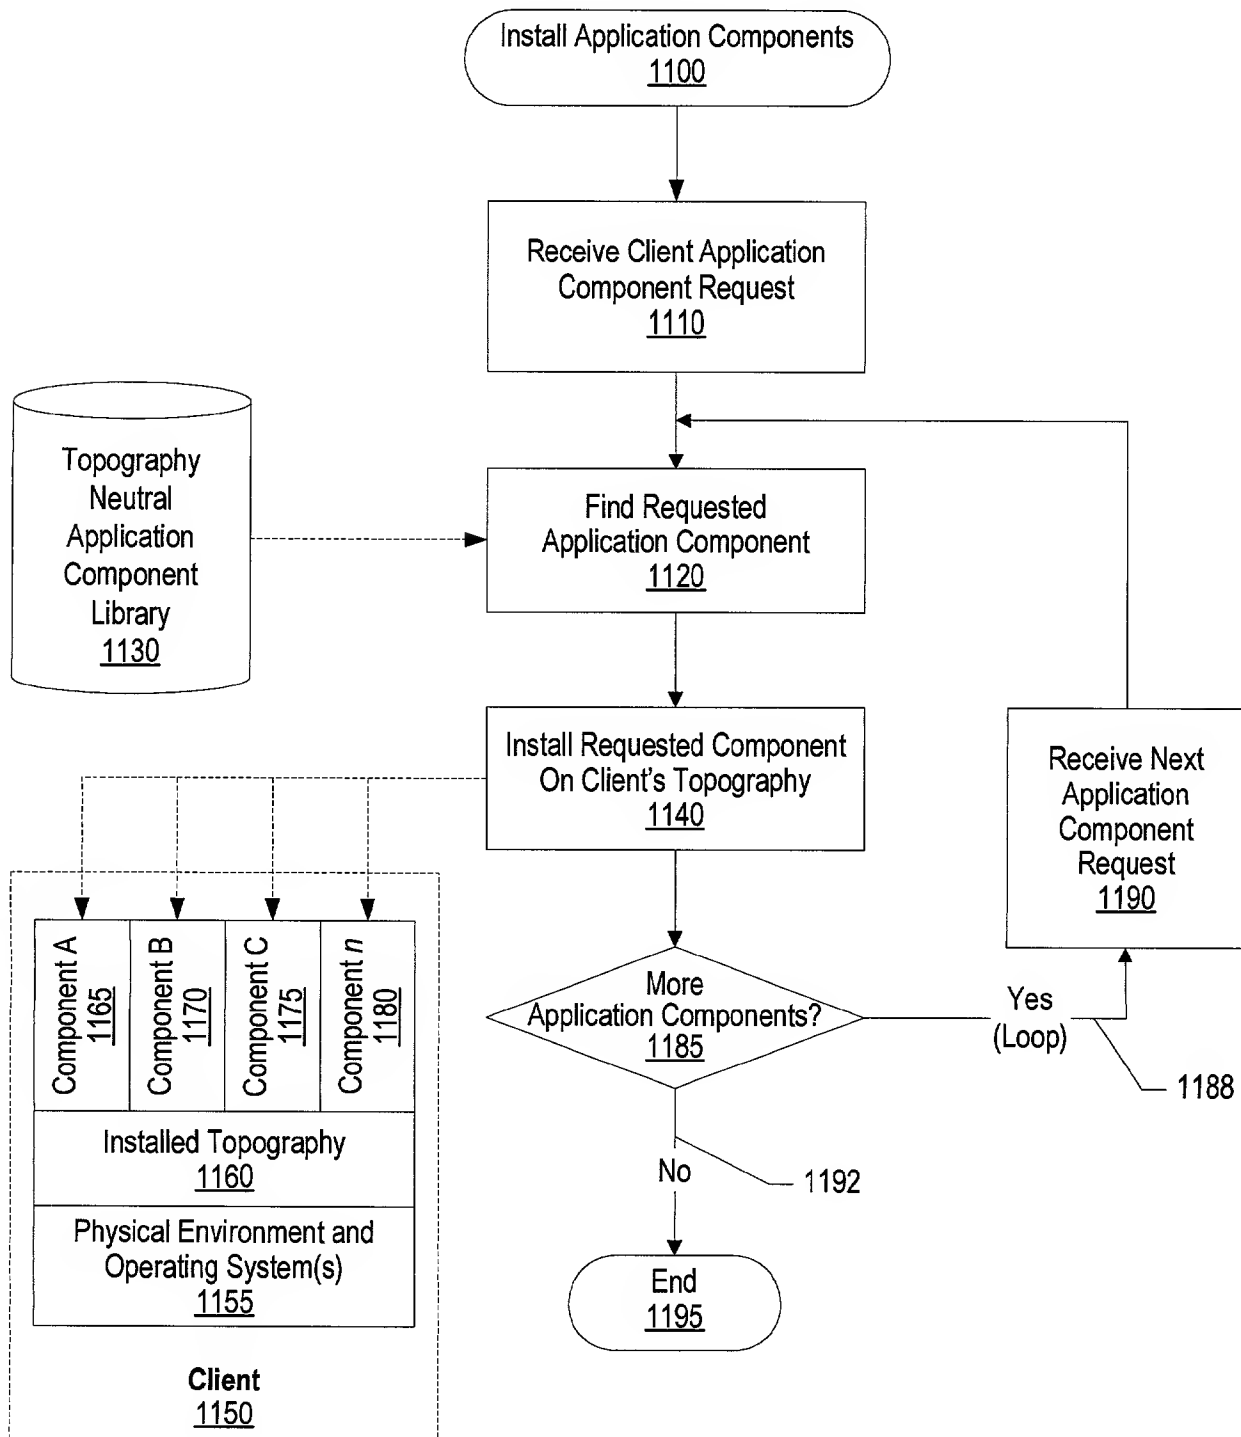 Install Application Components
1100
Receive Client Application
Component Request
1110
Topography
Neutral
Application
Component
Library
1130
Find Requested
Application Component
1120
Install Requested Component
On Client's Topography
1140
Receive Next
Application
Component
Request
1190
Component A
1165
Component B
1170
Component C
1175
Component n
1180
More
Application Components?
1185
Yes
(Loop)
1188
Installed Topography
1160
No
1192
Physical Environment and
Operating System(s)
1155
End
1195
Client
1150